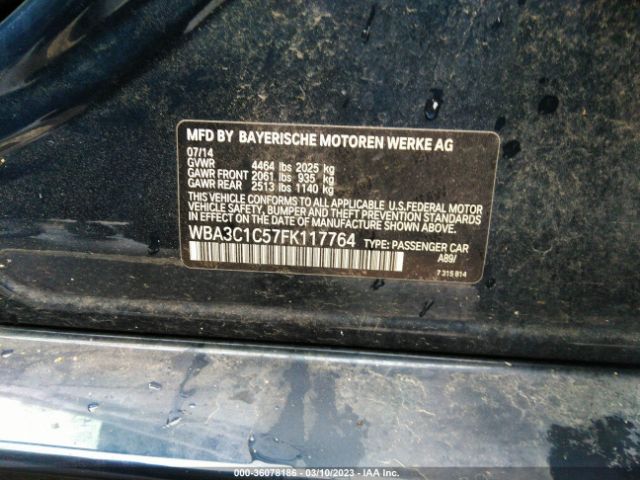 MFD BY BAYERISCHE MOTOREN WERKE AG
07/14
GVWR 4464 lbs 2025 kg
GAWR FRONT 2061 lbs 935 kg
GAWR REAR 2513 lbs 1140 kg
THIS VEHICLE CONFORMS TO ALL APPLICABLE U.S.FEDERAL MOTOR
VEHICLE SAFETY, BUMPER AND THEFT PREVENTION STANDARDS
IN EFFECT ON THE DATE OF MANUFACTURE SHOWN ABOVE.
WBA3C1C57FK117764 TYPE: PASSENGER CAR
A89/
7 315 814
000-36078186 — 03/10/2023 — IAA Inc.